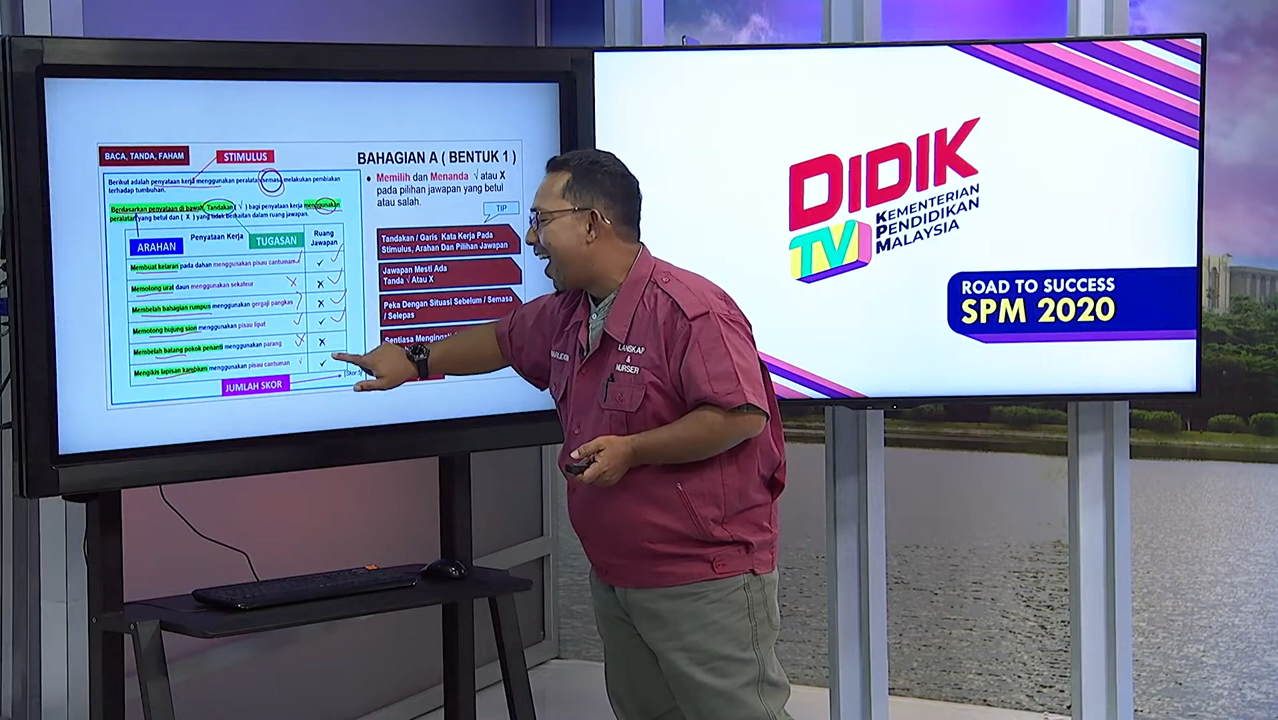 BACA, TANDA, FAHAM
STIMULUS
BAHAGIAN A ( BENTUK 1 )
Berikut adalah penyataan kerja menggunakan peralatan semasa melakukan pembiakan
terhadap tumbuhan.
Berdasarkan penyataan di bawah, Tandakan ( √ ) bagi penyataan kerja menggunakan
peralatan yang betul dan ( X ) yang tidak berkaitan dalam ruang jawapan.
ARAHAN
Penyataan Kerja
TUGASAN
Ruang
Jawapan
Membuat kelaran pada dahan menggunakan pisau cantuman
✓
Memotong urat daun menggunakan sekateur
X
Membelah bahagian rumpus menggunakan gergaji pangkas
X
Memotong hujung sion menggunakan pisau lipat
✓
Membelah batang pokok penanti menggunakan parang
X
Mengikis lapisan kambium menggunakan pisau cantuman
✓
JUMLAH SKOR
• Memilih dan Menanda √ atau X
pada pilihan jawapan yang betul
atau salah.
TIP
Tandakan / Garis Kata Kerja Pada
Stimulus, Arahan Dan Pilihan Jawapan
Jawapan Mesti Ada
Tanda √ Atau X
Peka Dengan Situasi Sebelum / Semasa
/ Selepas
LANSKAP
&
NURSERI
DIDIK
TV
KEMENTERIAN
PENDIDIKAN
MALAYSIA
ROAD TO SUCCESS
SPM 2020